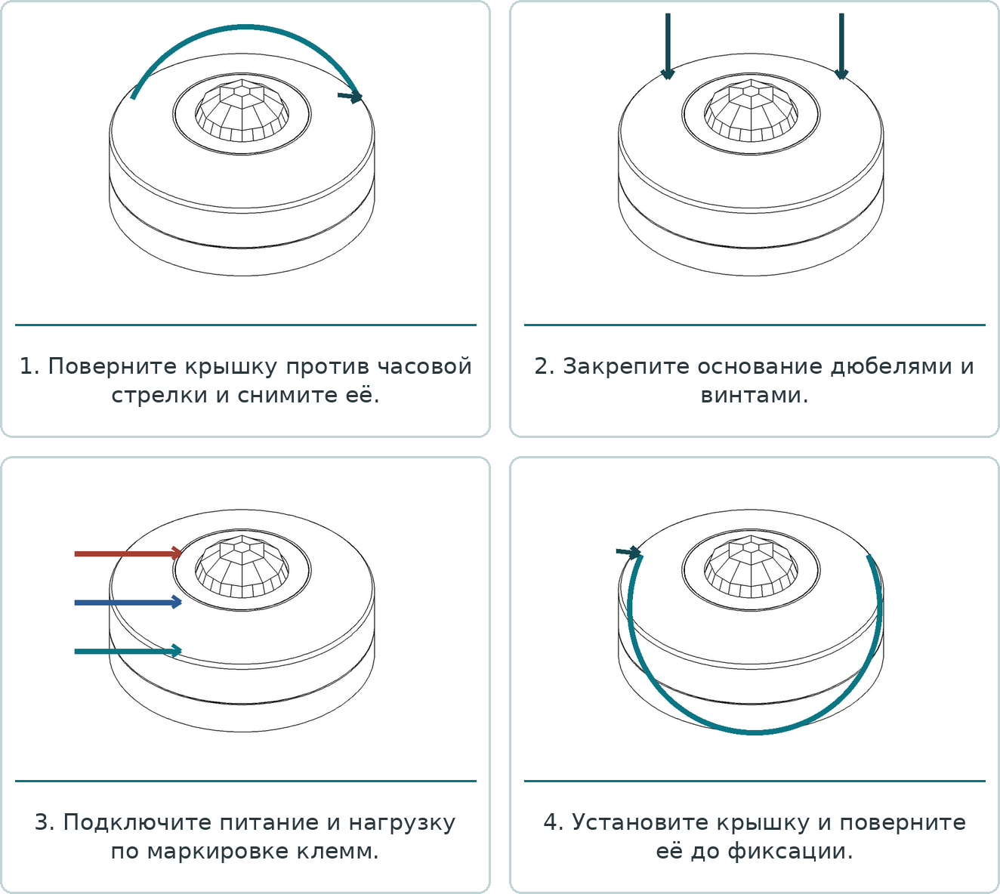 1. Поверните крышку против часовой
стрелки и снимите её.
2. Закрепите основание дюбелями и
винтами.
3. Подключите питание и нагрузку
по маркировке клемм.
4. Установите крышку и поверните
её до фиксации.